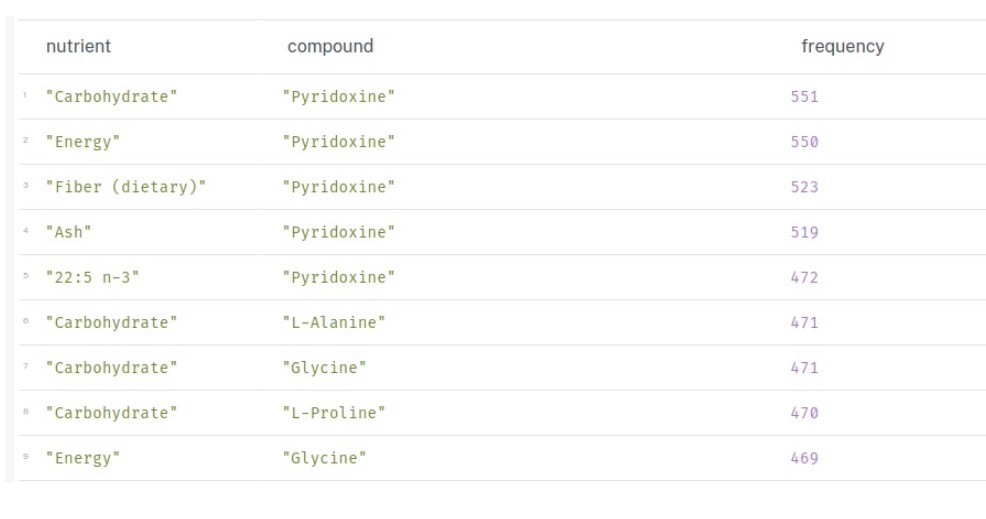 nutrient compound frequency
1 "Carbohydrate" "Pyridoxine" 551
2 "Energy" "Pyridoxine" 550
3 "Fiber (dietary)" "Pyridoxine" 523
4 "Ash" "Pyridoxine" 519
5 "22:5 n-3" "Pyridoxine" 472
6 "Carbohydrate" "L-Alanine" 471
7 "Carbohydrate" "Glycine" 471
8 "Carbohydrate" "L-Proline" 470
9 "Energy" "Glycine" 469